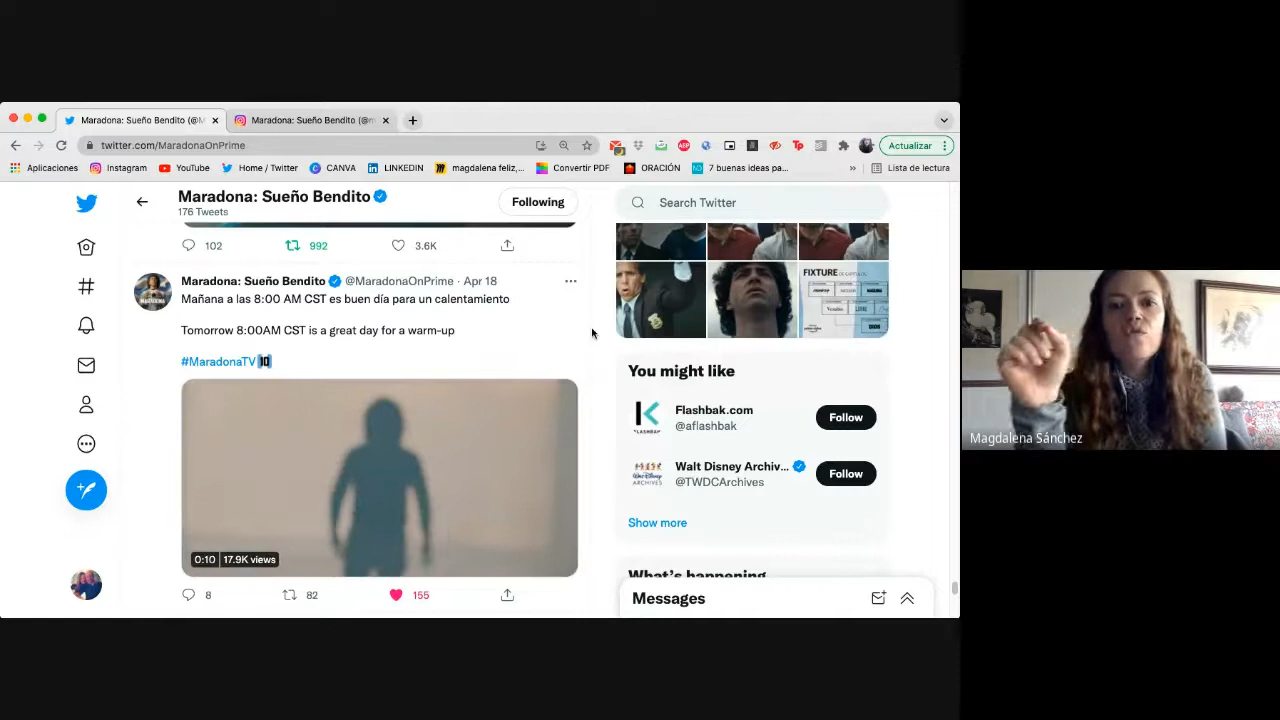 Maradona: Sueño Bendito (@M
Maradona: Sueño Bendito (@m
twitter.com/MaradonaOnPrime
Actualizar
Aplicaciones
Instagram
YouTube
Home / Twitter
CANVA
LINKEDIN
magdalena feliz,...
Convertir PDF
ORACIÓN
7 buenas ideas pa...
»
Lista de lectura
Maradona: Sueño Bendito
176 Tweets
Following
Search Twitter
102
992
3.6K
Maradona: Sueño Bendito @MaradonaOnPrime · Apr 18
Mañana a las 8:00 AM CST es buen día para un calentamiento
Tomorrow 8:00AM CST is a great day for a warm-up
#MaradonaTV
0:10 17.9K views
8
82
155
FIXTURE DE CAPÍTULOS
You might like
Flashbak.com
@aflashbak
Follow
Walt Disney Archiv...
@TWDCArchives
Follow
Show more
What's happening
Messages
Magdalena Sánchez